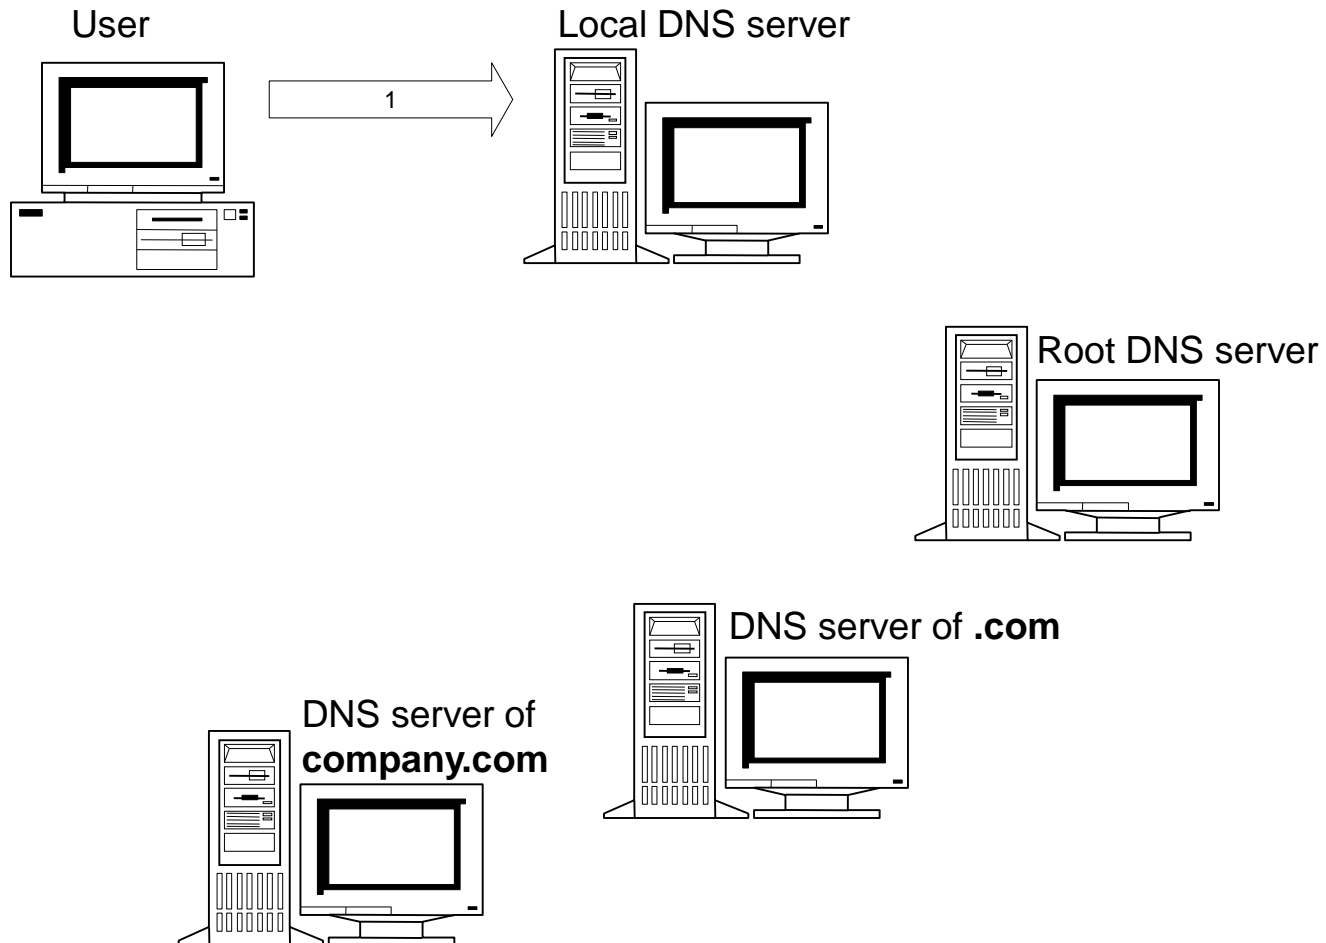 User
Local DNS server
1
Root DNS server
DNS server of .com
DNS server of
company.com